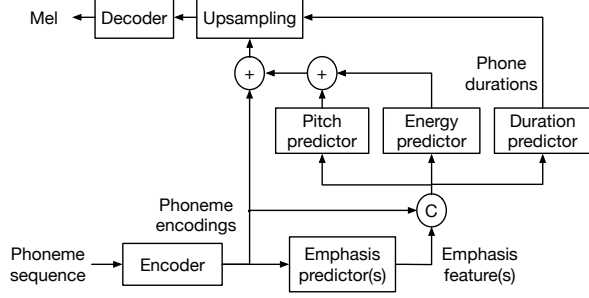 Mel
Decoder
Upsampling
+
+
Phone
durations
Pitch
predictor
Energy
predictor
Duration
predictor
Phoneme
encodings
C
Phoneme
sequence
Encoder
Emphasis
predictor(s)
Emphasis
feature(s)